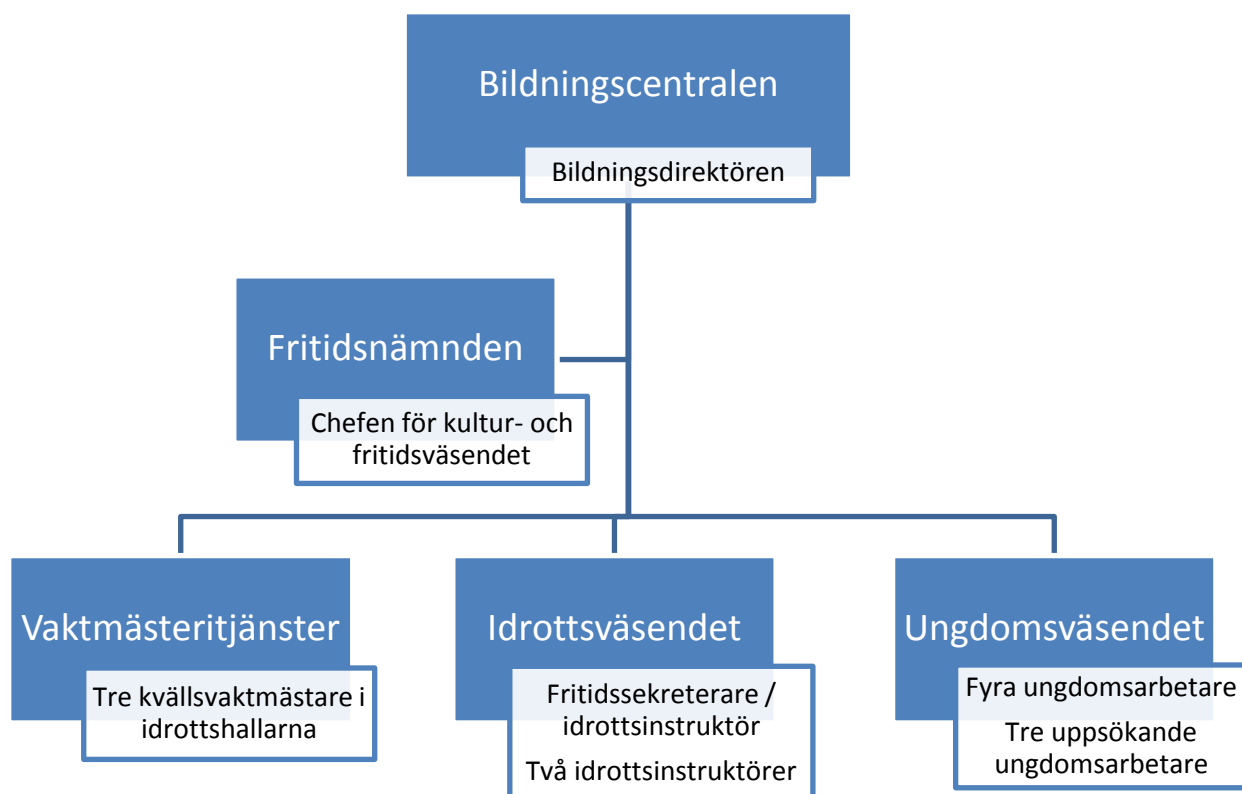 Bildningscentralen
Bildningsdirektören
Fritidsnämnden
Chefen för kultur- och
fritidsväsendet
Vaktmästeritjänster
Tre kvällsvaktmästare i
idrottshallarna
Idrottsväsendet
Fritidssekreterare /
idrottsinstruktör
Två idrottsinstruktörer
Ungdomsväsendet
Fyra ungdomsarbetare
Tre uppsökande
ungdomsarbetare